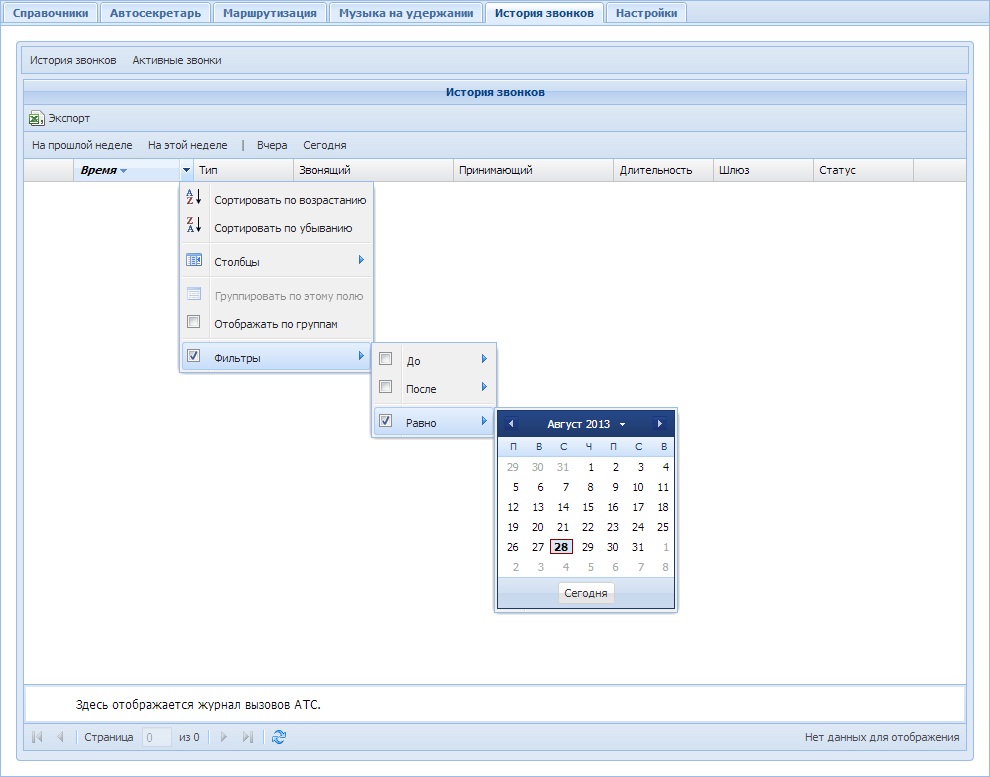 Справочники Автосекретарь Маршрутизация Музыка на удержании История звонков Настройки
История звонков Активные звонки
История звонков
Экспорт
На прошлой неделе На этой неделе | Вчера Сегодня
Время Тип Звонящий Принимающий Длительность Шлюз Статус
Сортировать по возрастанию
Сортировать по убыванию
Столбцы
Группировать по этому полю
Отображать по группам
Фильтры
До
После
Равно
Август 2013
П В С Ч П С В
29 30 31 1 2 3 4
5 6 7 8 9 10 11
12 13 14 15 16 17 18
19 20 21 22 23 24 25
26 27 28 29 30 31 1
2 3 4 5 6 7 8
Сегодня
Здесь отображается журнал вызовов АТС.
Страница 0 из 0 Нет данных для отображения